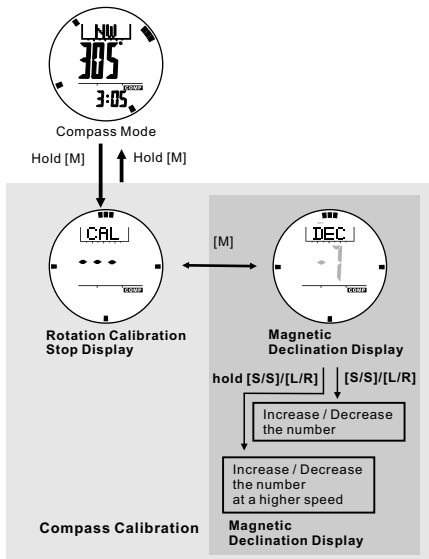 NW
305°
COMP
3:05
Compass Mode
Hold [M]
Hold [M]
CAL
- - -
COMP
[M]
DEC
-7
COMP
Rotation Calibration
Stop Display
Magnetic
Declination Display
hold [S/S]/[L/R]
[S/S]/[L/R]
Increase / Decrease
the number
Increase / Decrease
the number
at a higher speed
Compass Calibration
Magnetic
Declination Display